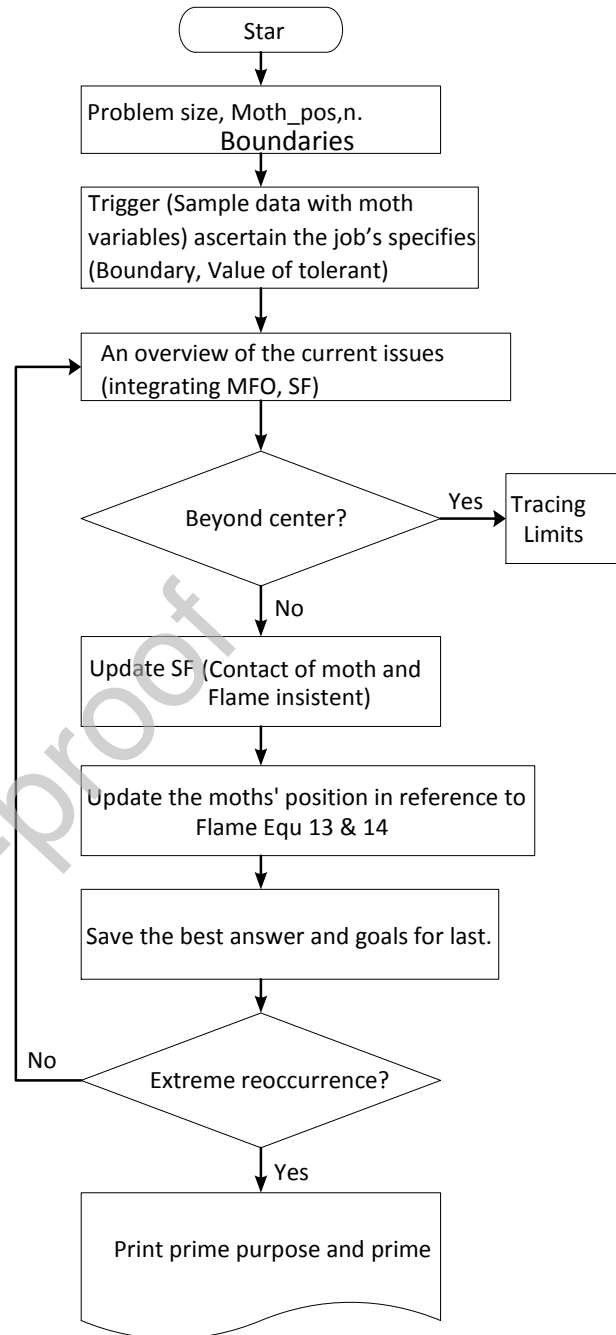 Star
Problem size, Moth_pos,n.
Boundaries
Trigger (Sample data with moth
variables) ascertain the job's specifies
(Boundary, Value of tolerant)
An overview of the current issues
(integrating MFO, SF)
Beyond center?
Yes
Tracing
Limits
No
Update SF (Contact of moth and
Flame insistent)
Update the moths' position in reference to
Flame Equ 13 & 14
Save the best answer and goals for last.
No
Extreme reoccurrence?
Yes
Print prime purpose and prime
-proof